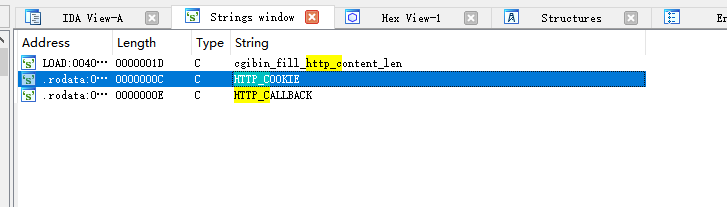 IDA View-A Strings window Hex View-1 Structures
Address Length Type String
LOAD:0040… 0000001D C cgibin_fill_http_content_len
.rodata:0… 0000000C C HTTP_COOKIE
.rodata:0… 0000000E C HTTP_CALLBACK